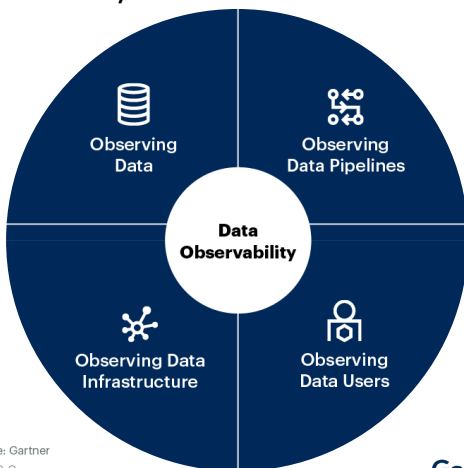 Observing
Data
Observing
Data Pipelines
Data
Observability
Observing Data
Infrastructure
Observing
Data Users
: Gartner